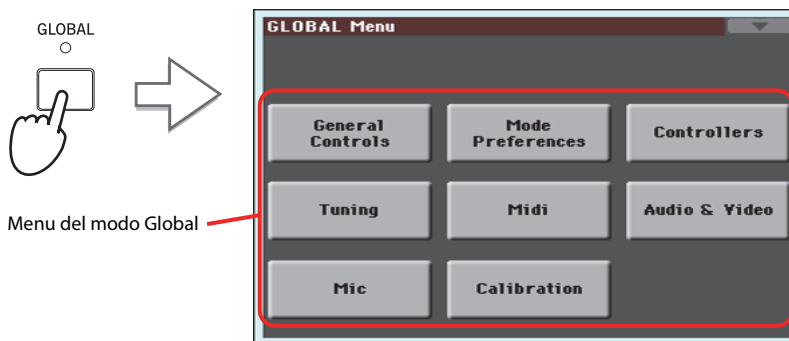 GLOBAL
GLOBAL Menu
General
Controls
Mode
Preferences
Controllers
Tuning
Midi
Audio & Video
Menu del modo Global
Mic
Calibration